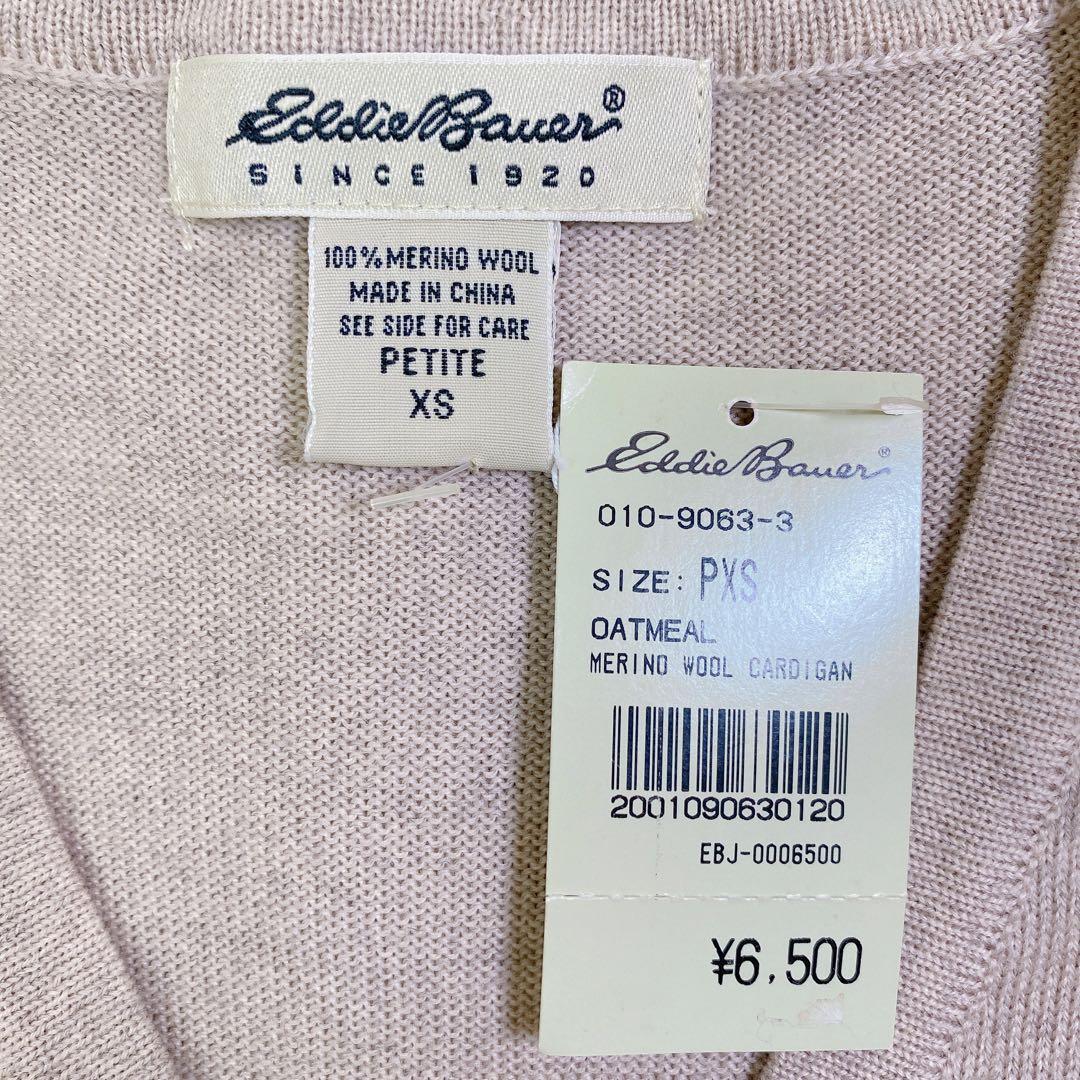 Eddie Bauer®
SINCE 1920
100% MERINO WOOL
MADE IN CHINA
SEE SIDE FOR CARE
PETITE
XS
Eddie Bauer®
010-9063-3
SIZE: PXS
OATMEAL
MERINO WOOL CARDIGAN
2001090630120
EBJ-0006500
¥6,500